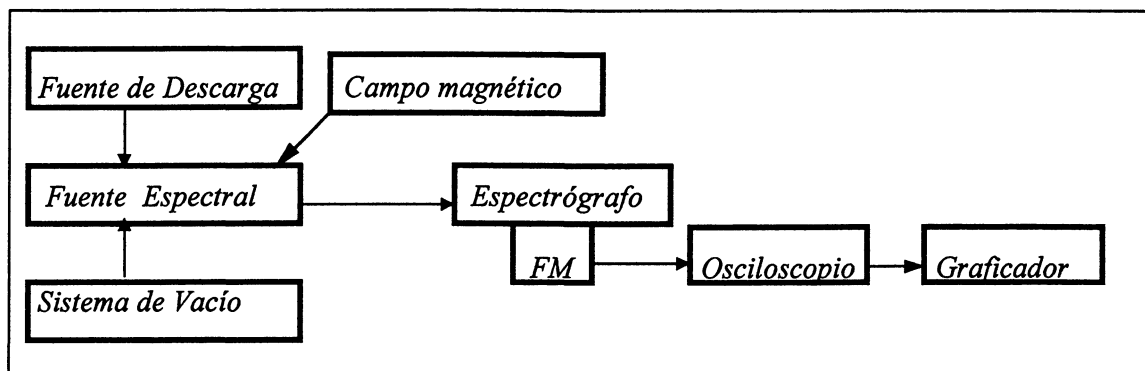 Fuente de Descarga
Campo magnético
Fuente Espectral
Espectrógrafo
FM
Osciloscopio
Graficador
Sistema de Vacío